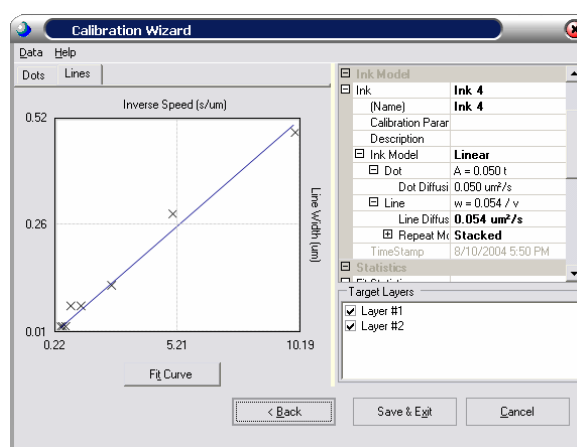 Calibration Wizard
Data Help
Dots Lines
Inverse Speed (s/um)
0.52
0.26
0.01
0.22 5.21 10.19
Line Width (um)
Fit Curve
Ink Model
Ink Ink 4
(Name) Ink 4
Calibration Parar
Description
Ink Model Linear
Dot A = 0.050 t
Dot Diffusi 0.050 um²/s
Line w = 0.054 / v
Line Diffus 0.054 um²/s
Repeat Mc Stacked
TimeStamp 8/10/2004 5:50 PM
Statistics
Target Layers
Layer #1
Layer #2
< Back Save & Exit Cancel